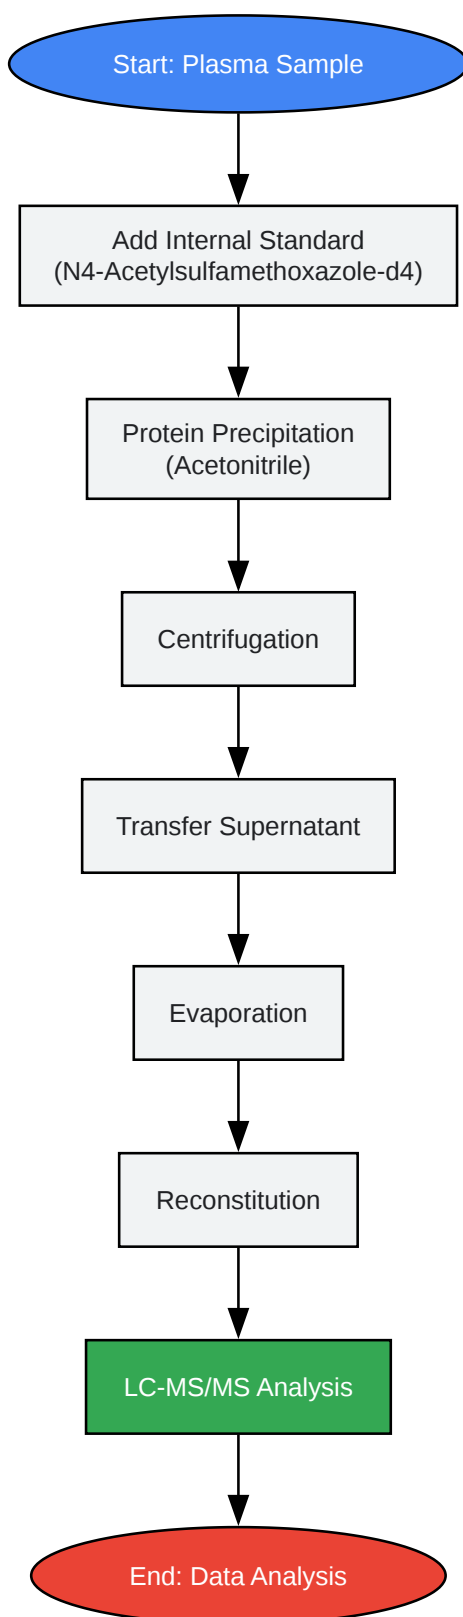 Start: Plasma Sample
Add Internal Standard
(N4-Acetylsulfamethoxazole-d4)
Protein Precipitation
(Acetonitrile)
Centrifugation
Transfer Supernatant
Evaporation
Reconstitution
LC-MS/MS Analysis
End: Data Analysis